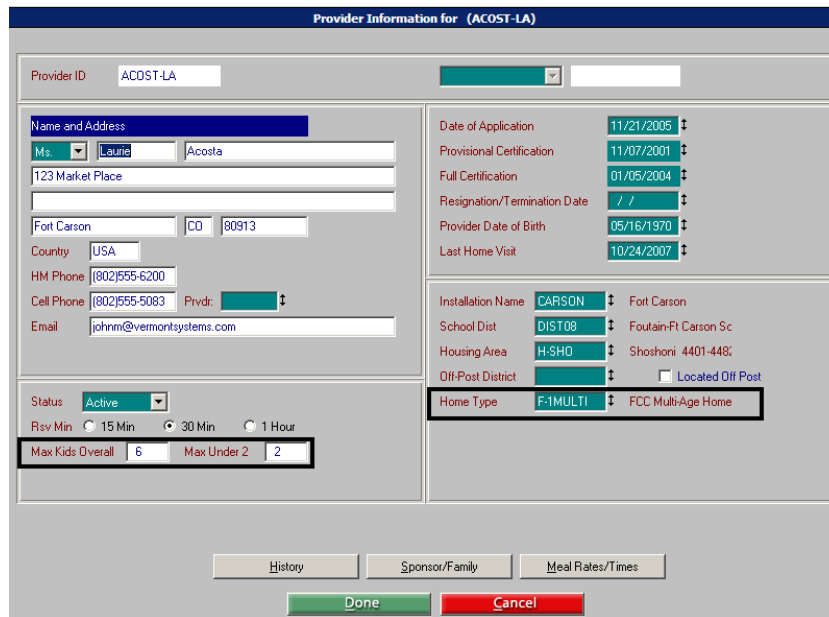 Provider Information for (ACOST-LA)
Provider ID ACOST-LA
Name and Address
Ms. Laurie Acosta
123 Market Place
Fort Carson CO 80913
Country USA
HM Phone (802)555-6200
Cell Phone (802)555-5083 Prvdr:
Email johnm@vermontsystems.com
Status Active
Rsv Min 15 Min 30 Min 1 Hour
Max Kids Overall 6 Max Under 2 2
Date of Application 11/21/2005
Provisional Certification 11/07/2001
Full Certification 01/05/2004
Resignation/Termination Date / /
Provider Date of Birth 05/16/1970
Last Home Visit 10/24/2007
Installation Name CARSON Fort Carson
School Dist DIST08 Foutain-Ft Carson Sc
Housing Area H-SHO Shoshoni 4401-4482
Off-Post District Located Off Post
Home Type F-1MULTI FCC Multi-Age Home
History Sponsor/Family Meal Rates/Times
Done Cancel